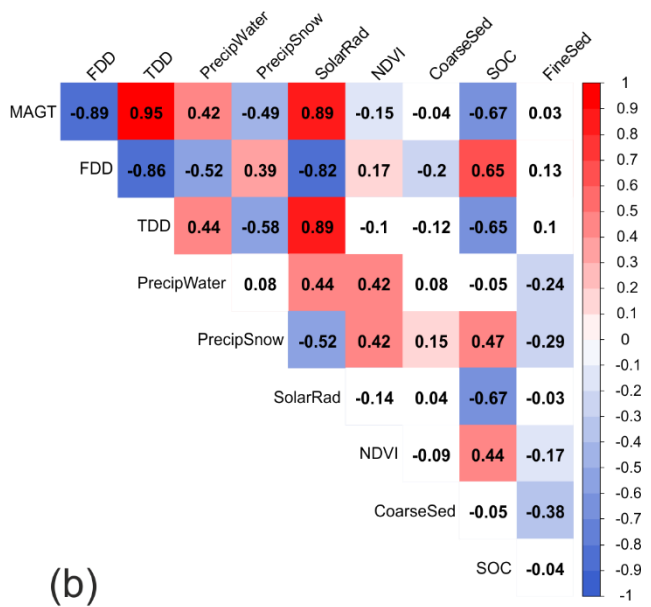 FDD TDD PrecipWater PrecipSnow SolarRad NDVI CoarseSed SOC FineSed
MAGT -0.89 0.95 0.42 -0.49 0.89 -0.15 -0.04 -0.67 0.03
FDD -0.86 -0.52 0.39 -0.82 0.17 -0.2 0.65 0.13
TDD 0.44 -0.58 0.89 -0.1 -0.12 -0.65 0.1
PrecipWater 0.08 0.44 0.42 0.08 -0.05 -0.24
PrecipSnow -0.52 0.42 0.15 0.47 -0.29
SolarRad -0.14 0.04 -0.67 -0.03
NDVI -0.09 0.44 -0.17
CoarseSed -0.05 -0.38
SOC -0.04
1
0.9
0.8
0.7
0.6
0.5
0.4
0.3
0.2
0.1
0
-0.1
-0.2
-0.3
-0.4
-0.5
-0.6
-0.7
-0.8
-0.9
-1
(b)